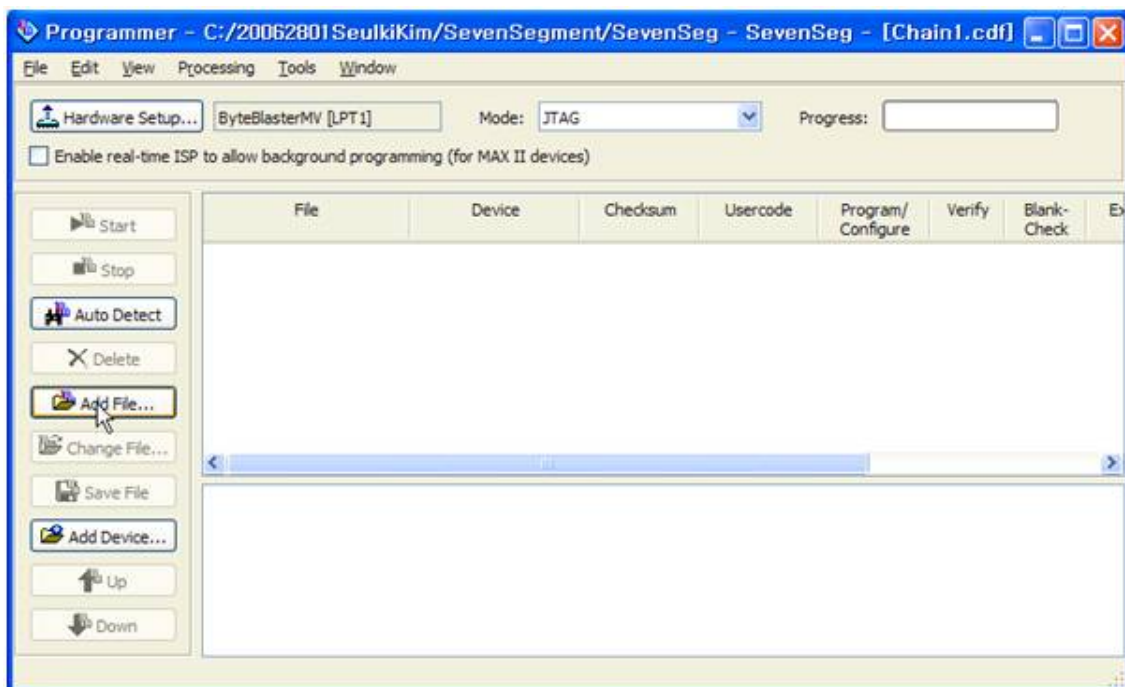 Programmer - C:/20062801SeulkiKim/SevenSegment/SevenSeg - SevenSeg - [Chain1.cdf]
File Edit View Processing Tools Window
Hardware Setup... ByteBlasterMV [LPT1] Mode: JTAG Progress:
Enable real-time ISP to allow background programming (for MAX II devices)
File Device Checksum Usercode Program/ Verify Blank- Ex
Configure Check
Start
Stop
Auto Detect
Delete
Add File...
Change File...
Save File
Add Device...
Up
Down